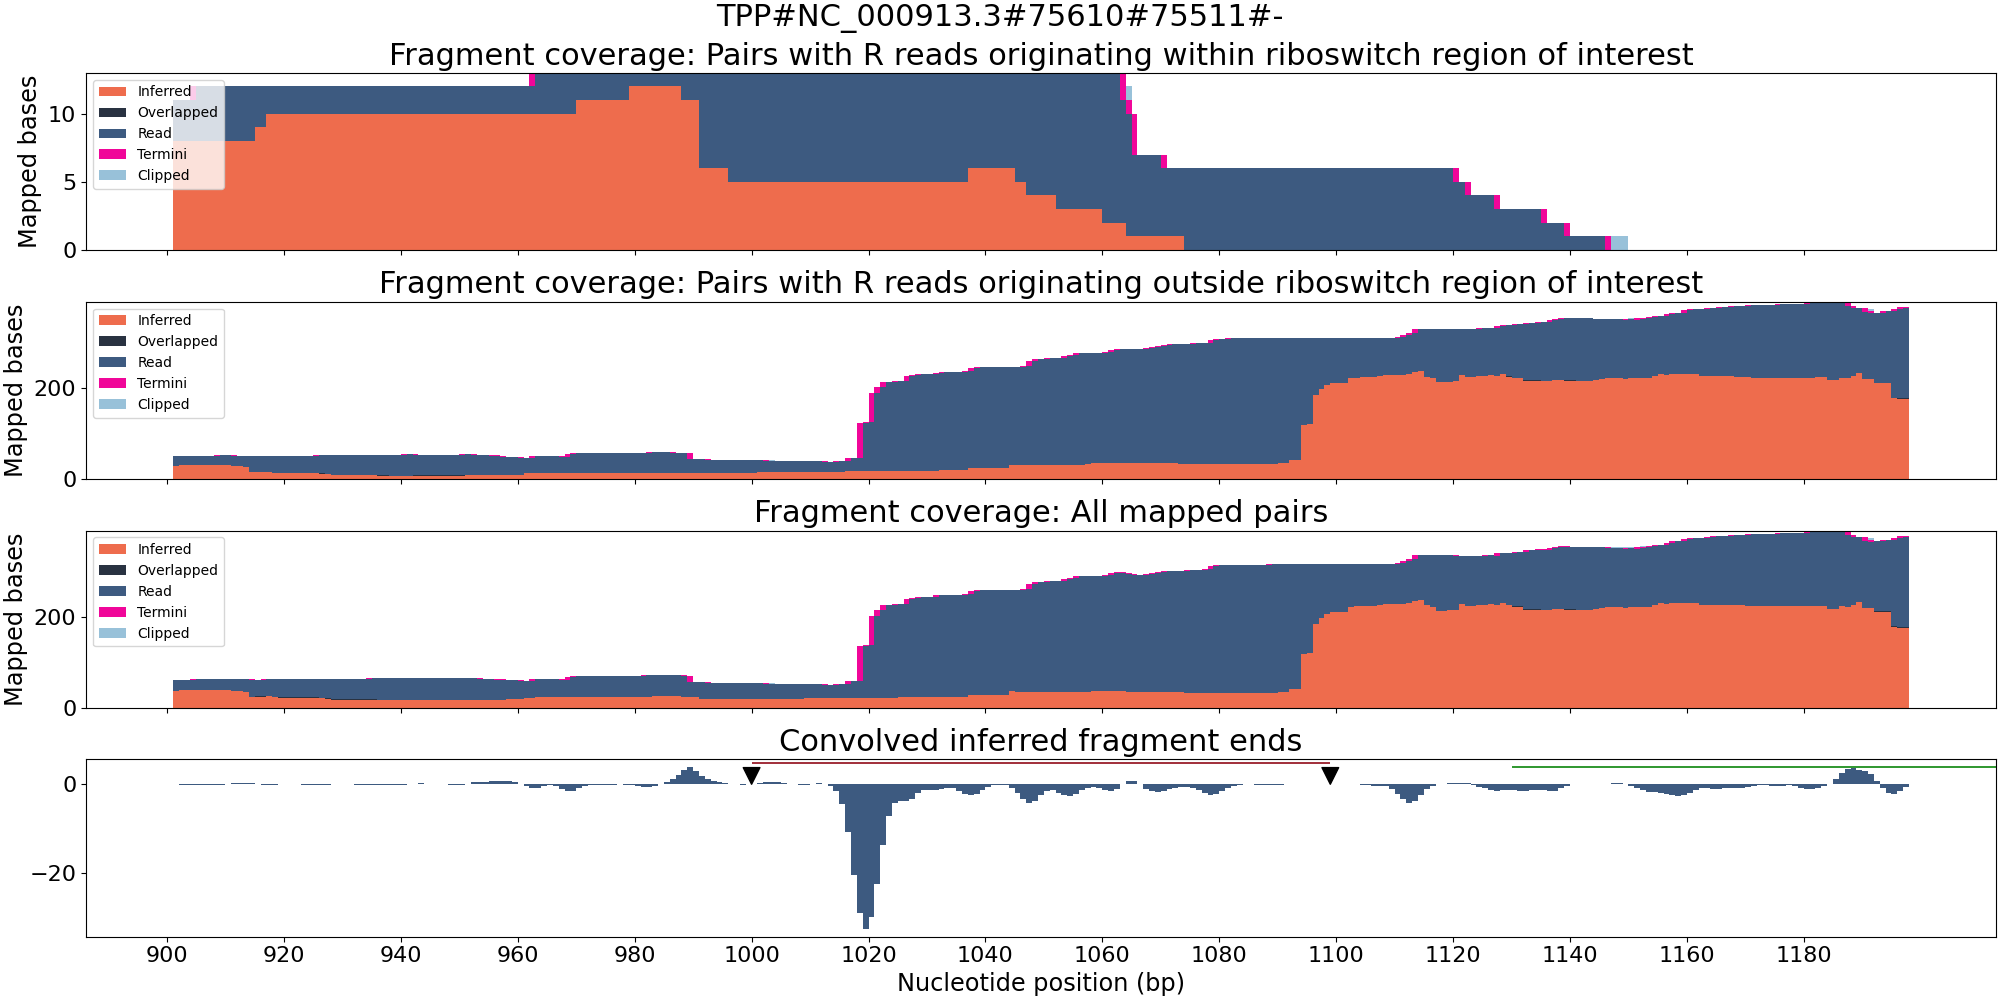 TPP#NC_000913.3#75610#75511#-
Fragment coverage: Pairs with R reads originating within riboswitch region of interest
Mapped bases
10
5
0
Inferred
Overlapped
Read
Termini
Clipped
Fragment coverage: Pairs with R reads originating outside riboswitch region of interest
Mapped bases
200
0
Inferred
Overlapped
Read
Termini
Clipped
Fragment coverage: All mapped pairs
Mapped bases
200
0
Inferred
Overlapped
Read
Termini
Clipped
Convolved inferred fragment ends
0
−20
900 920 940 960 980 1000 1020 1040 1060 1080 1100 1120 1140 1160 1180
Nucleotide position (bp)